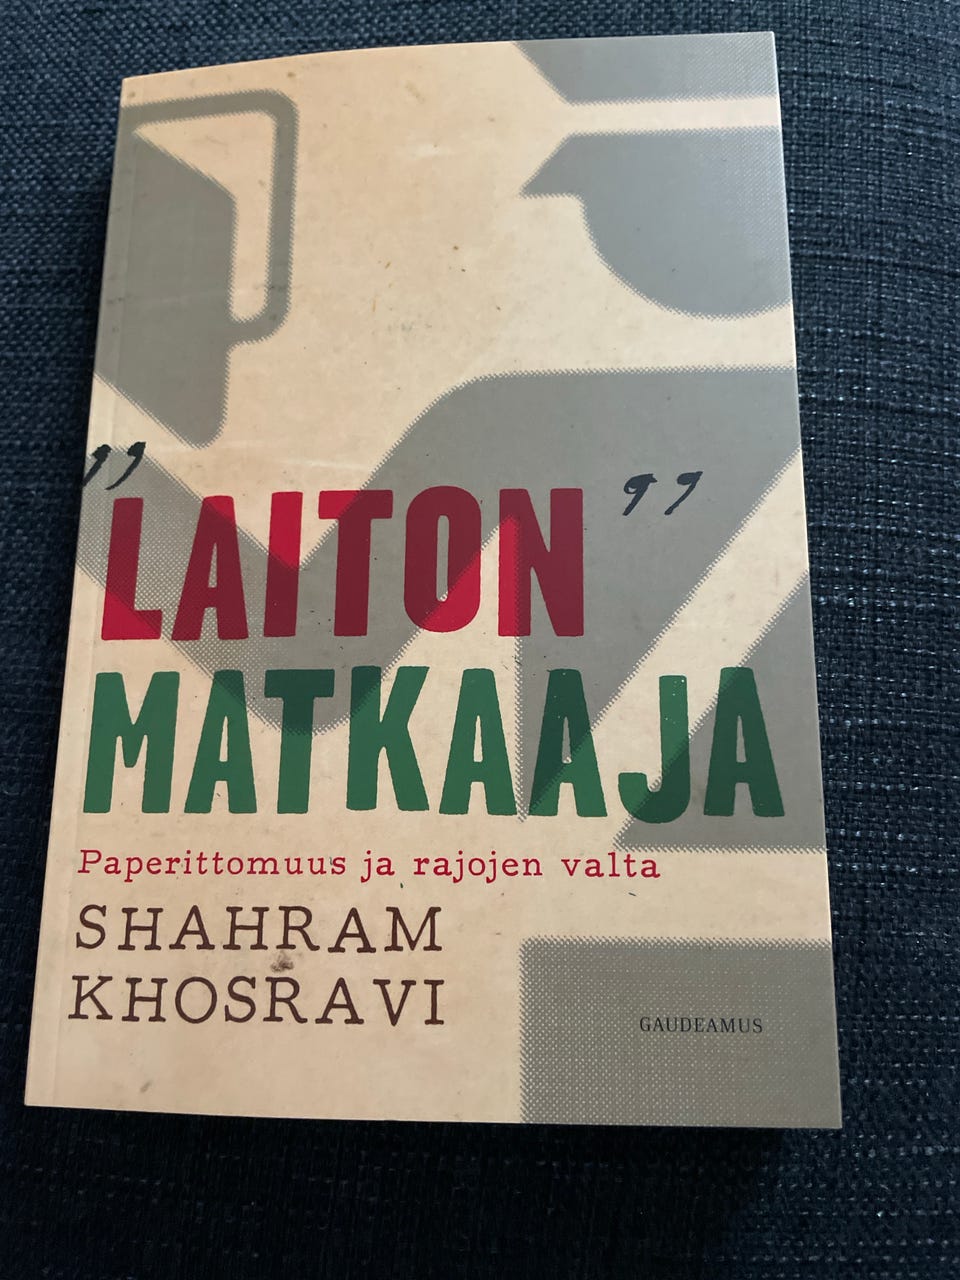 ”LAITON”
MATKAAJA
Paperittomuus ja rajojen valta
SHAHRAM
KHOSRAVI
GAUDEAMUS